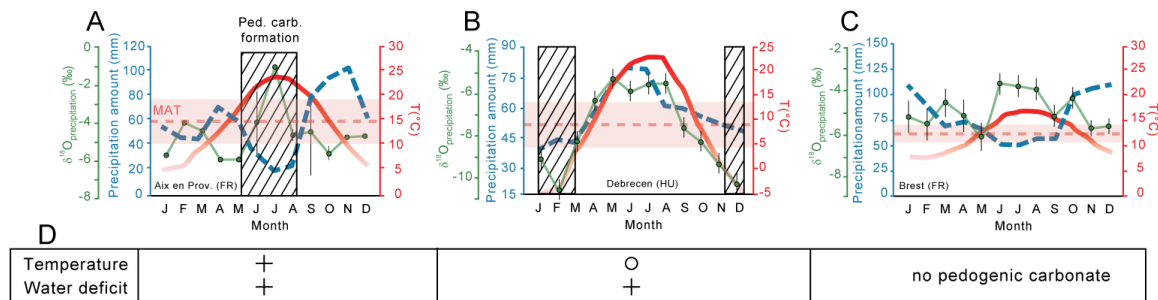 A
Ped. carb.
formation
B
C
δ¹⁸Oprecipitation (‰)
0
-2
-4
-6
-8
Precipitation amount (mm)
120
100
80
60
40
20
0
MAT
Aix en Prov. (FR)
30
25
20
15
10
5
0
T(°C)
J F M A M J J A S O N D
Month
δ¹⁸Oprecipitation (‰)
-4
-6
-8
-10
Precipitation amount (mm)
90
75
60
45
30
15
Debrecen (HU)
25
20
15
10
5
0
-5
T(°C)
J F M A M J J A S O N D
Month
δ¹⁸Oprecipitation (‰)
-2
-4
-6
-8
Precipitationamount (mm)
150
125
100
75
50
25
0
Brest (FR)
30
25
20
15
10
5
0
T(°C)
J F M A M J J A S O N D
Month
D
Temperature + O
Water deficit + +
no pedogenic carbonate